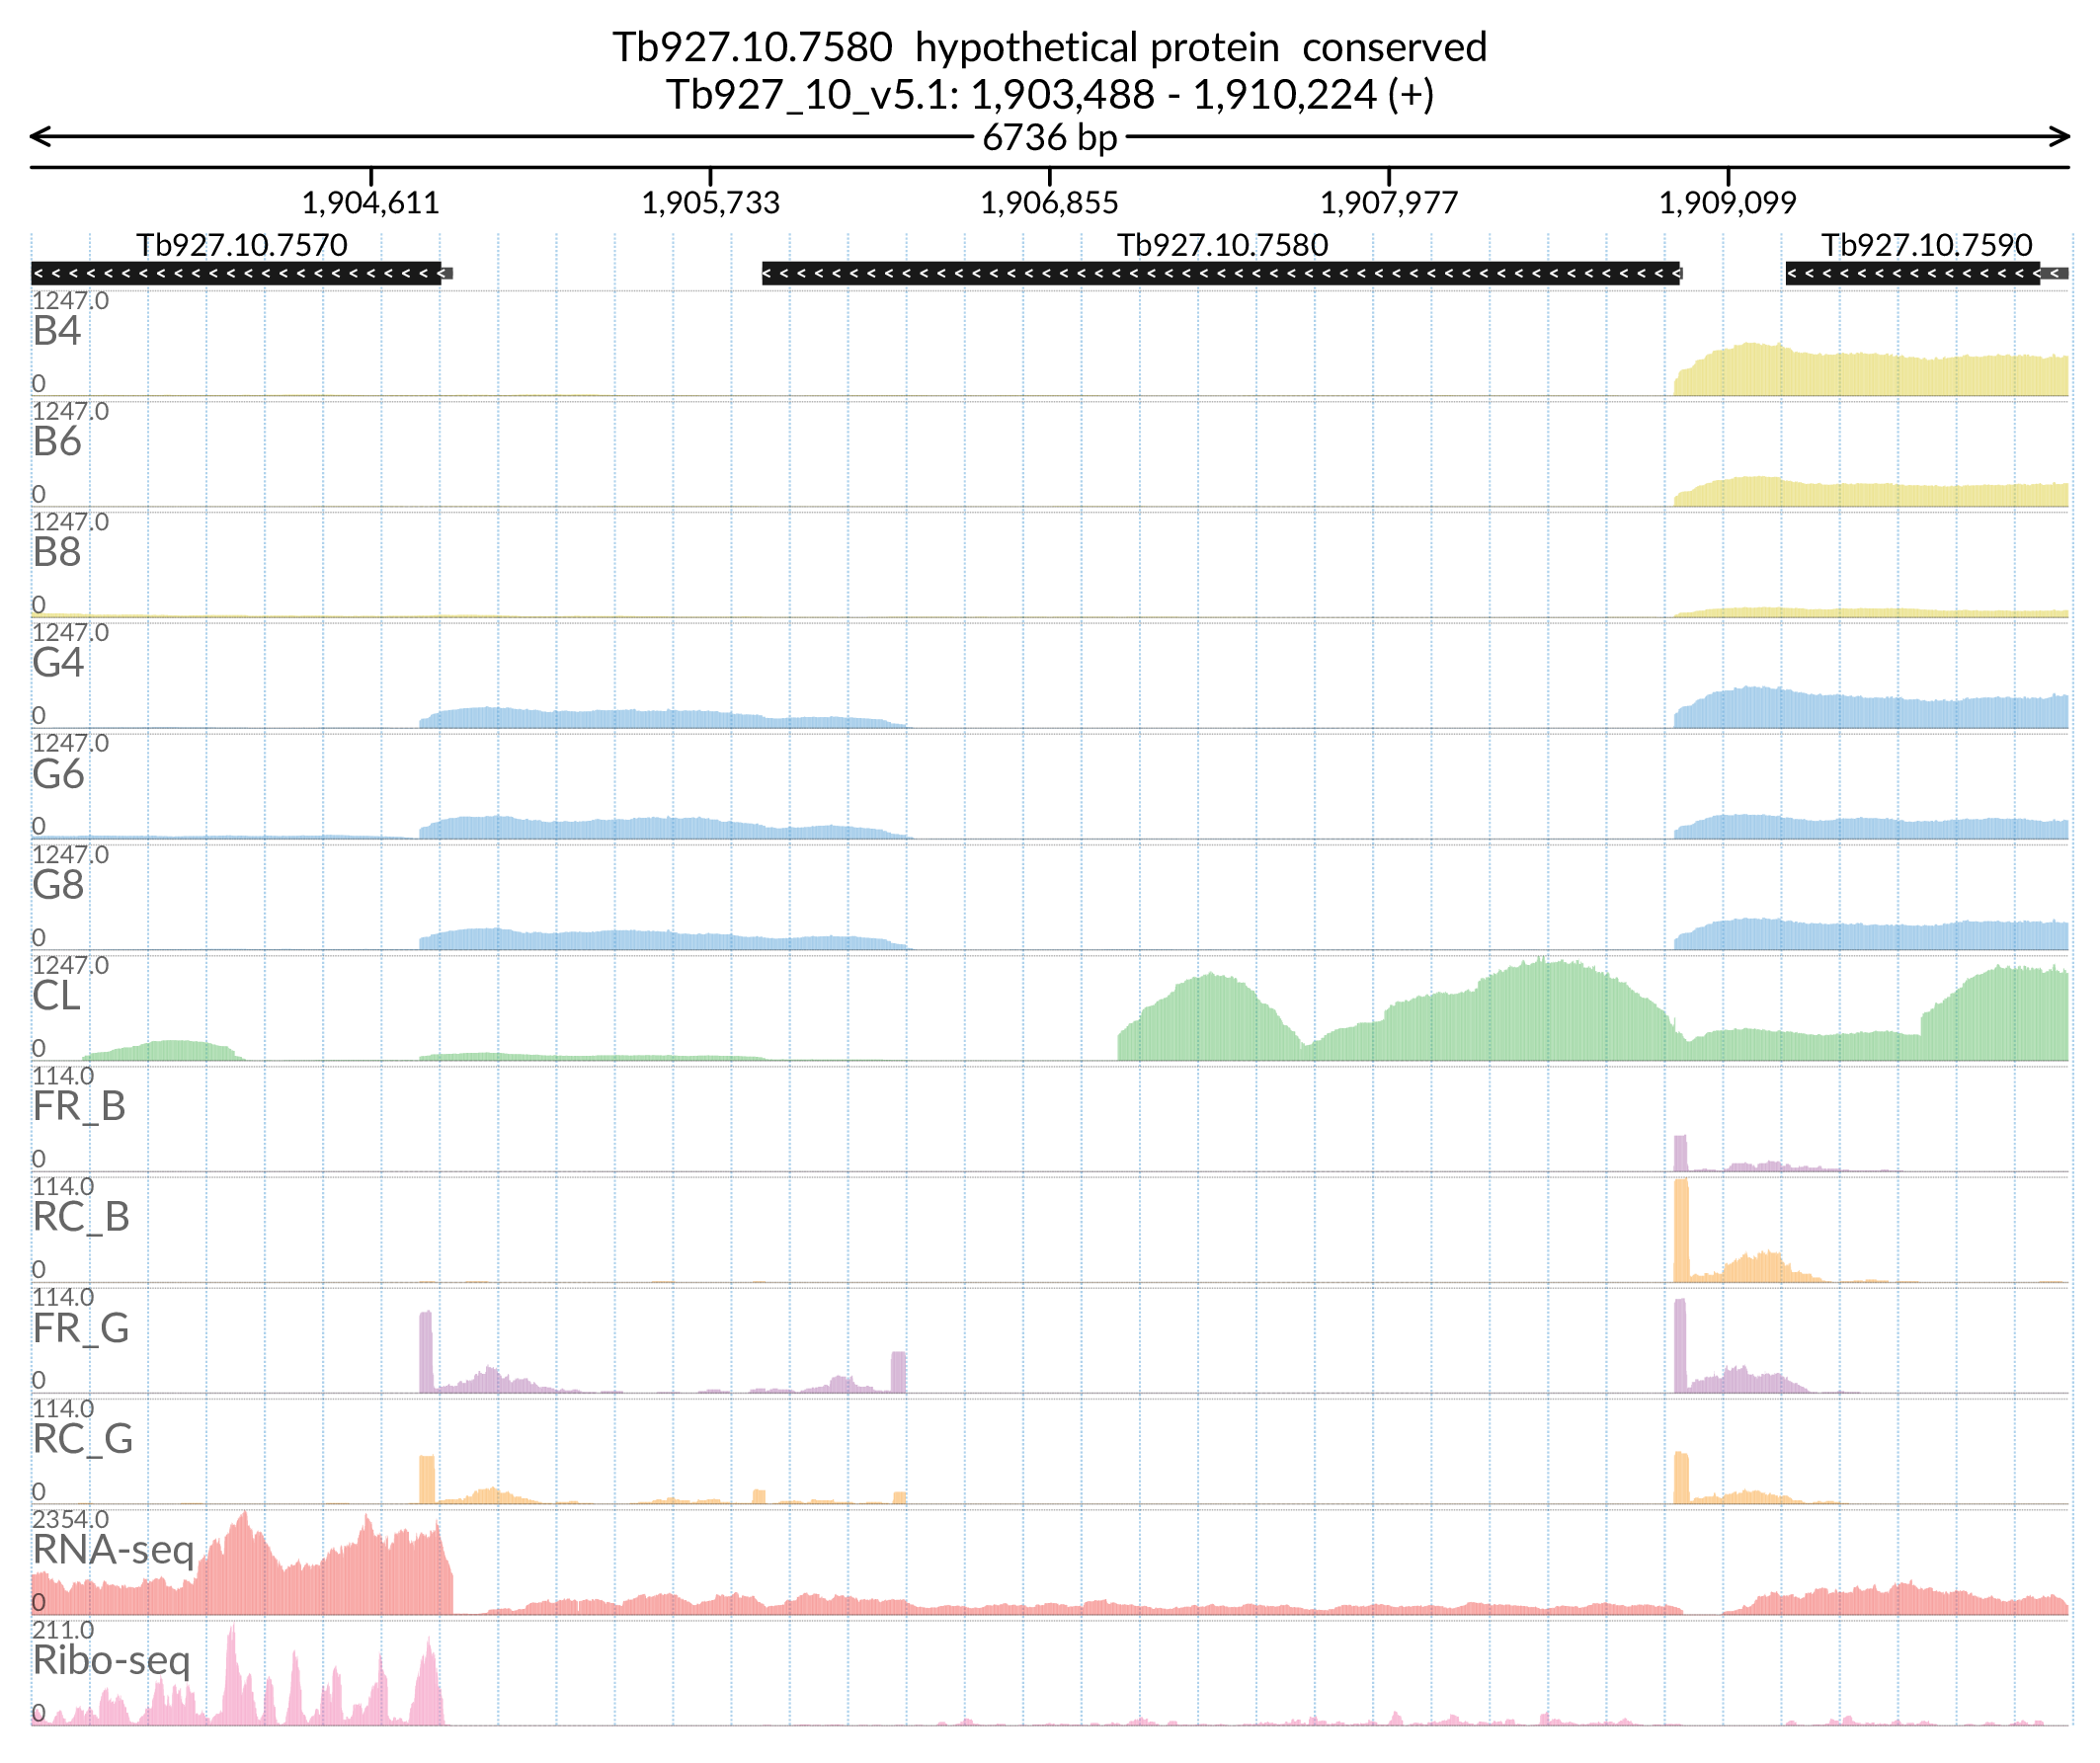 Tb927.10.7580  hypothetical protein  conserved
Tb927_10_v5.1: 1,903,488 - 1,910,224 (+)
6736 bp
1,904,611 1,905,733 1,906,855 1,907,977 1,909,099
Tb927.10.7570 Tb927.10.7580 Tb927.10.7590
1247.0
B4
0
1247.0
B6
0
1247.0
B8
0
1247.0
G4
0
1247.0
G6
0
1247.0
G8
0
1247.0
CL
0
114.0
FR_B
0
114.0
RC_B
0
114.0
FR_G
0
114.0
RC_G
0
2354.0
RNA-seq
0
211.0
Ribo-seq
0